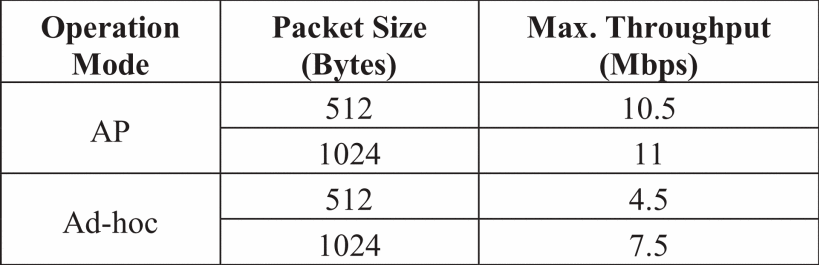 Operation Mode Packet Size (Bytes) Max. Throughput (Mbps)
AP 512 10.5
1024 11
Ad-hoc 512 4.5
1024 7.5